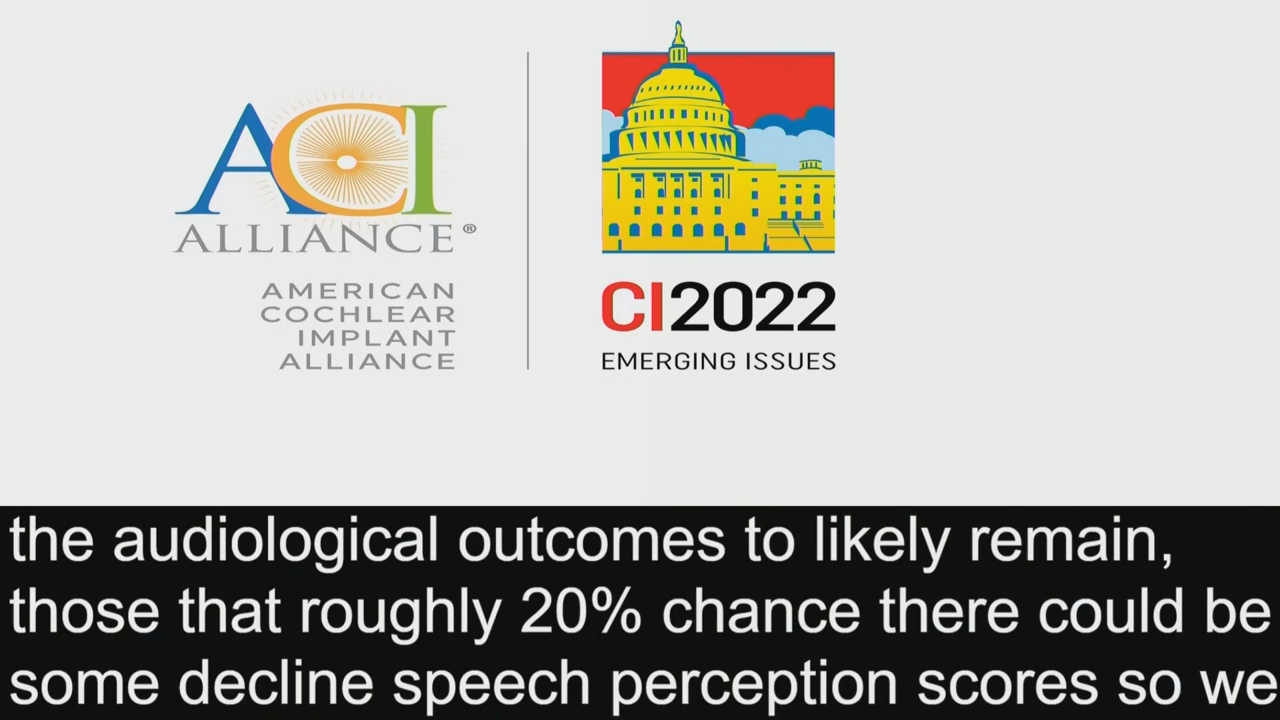 ACI
ALLIANCE®
AMERICAN
COCHLEAR
IMPLANT
ALLIANCE
CI2022
EMERGING ISSUES
the audiological outcomes to likely remain,
those that roughly 20% chance there could be
some decline speech perception scores so we